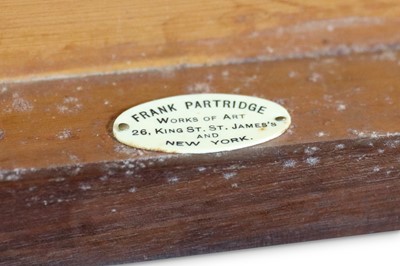 FRANK PARTRIDGE
WORKS OF ART
26, KING ST. ST. JAMES'S
AND
NEW YORK.